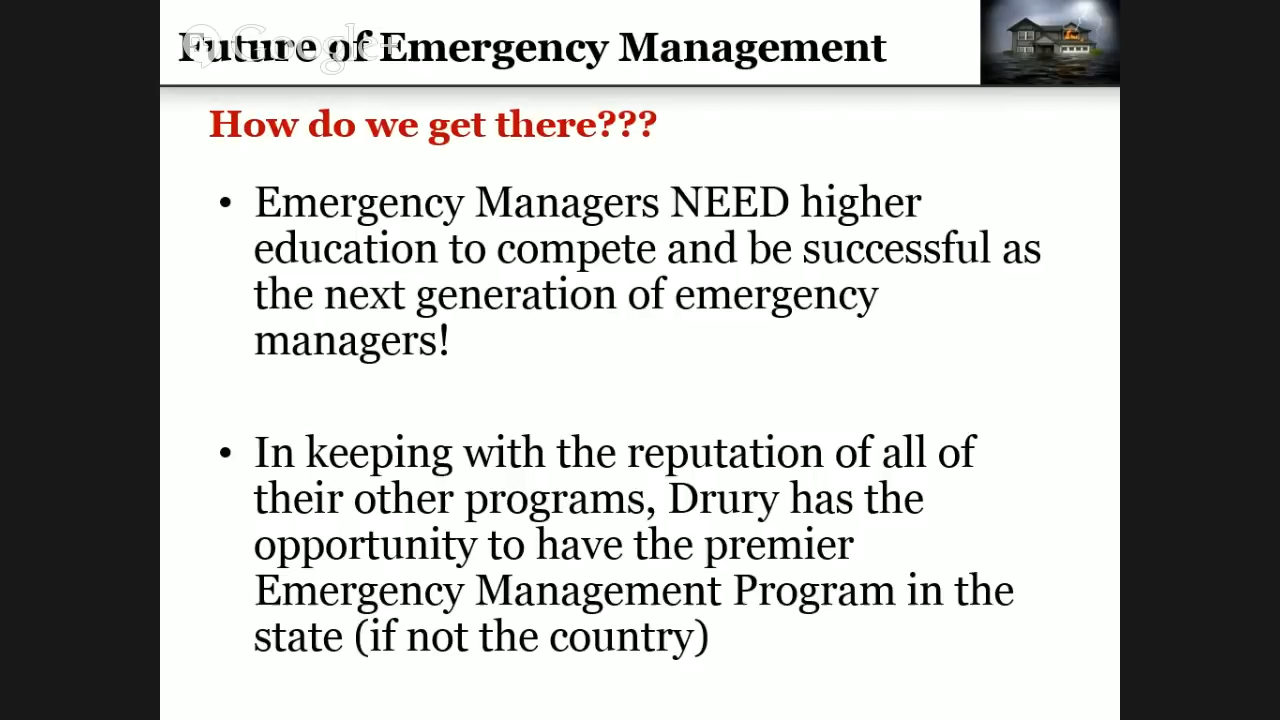 Future of Emergency Management
Google+
How do we get there???
• Emergency Managers NEED higher
education to compete and be successful as
the next generation of emergency
managers!
• In keeping with the reputation of all of
their other programs, Drury has the
opportunity to have the premier
Emergency Management Program in the
state (if not the country)